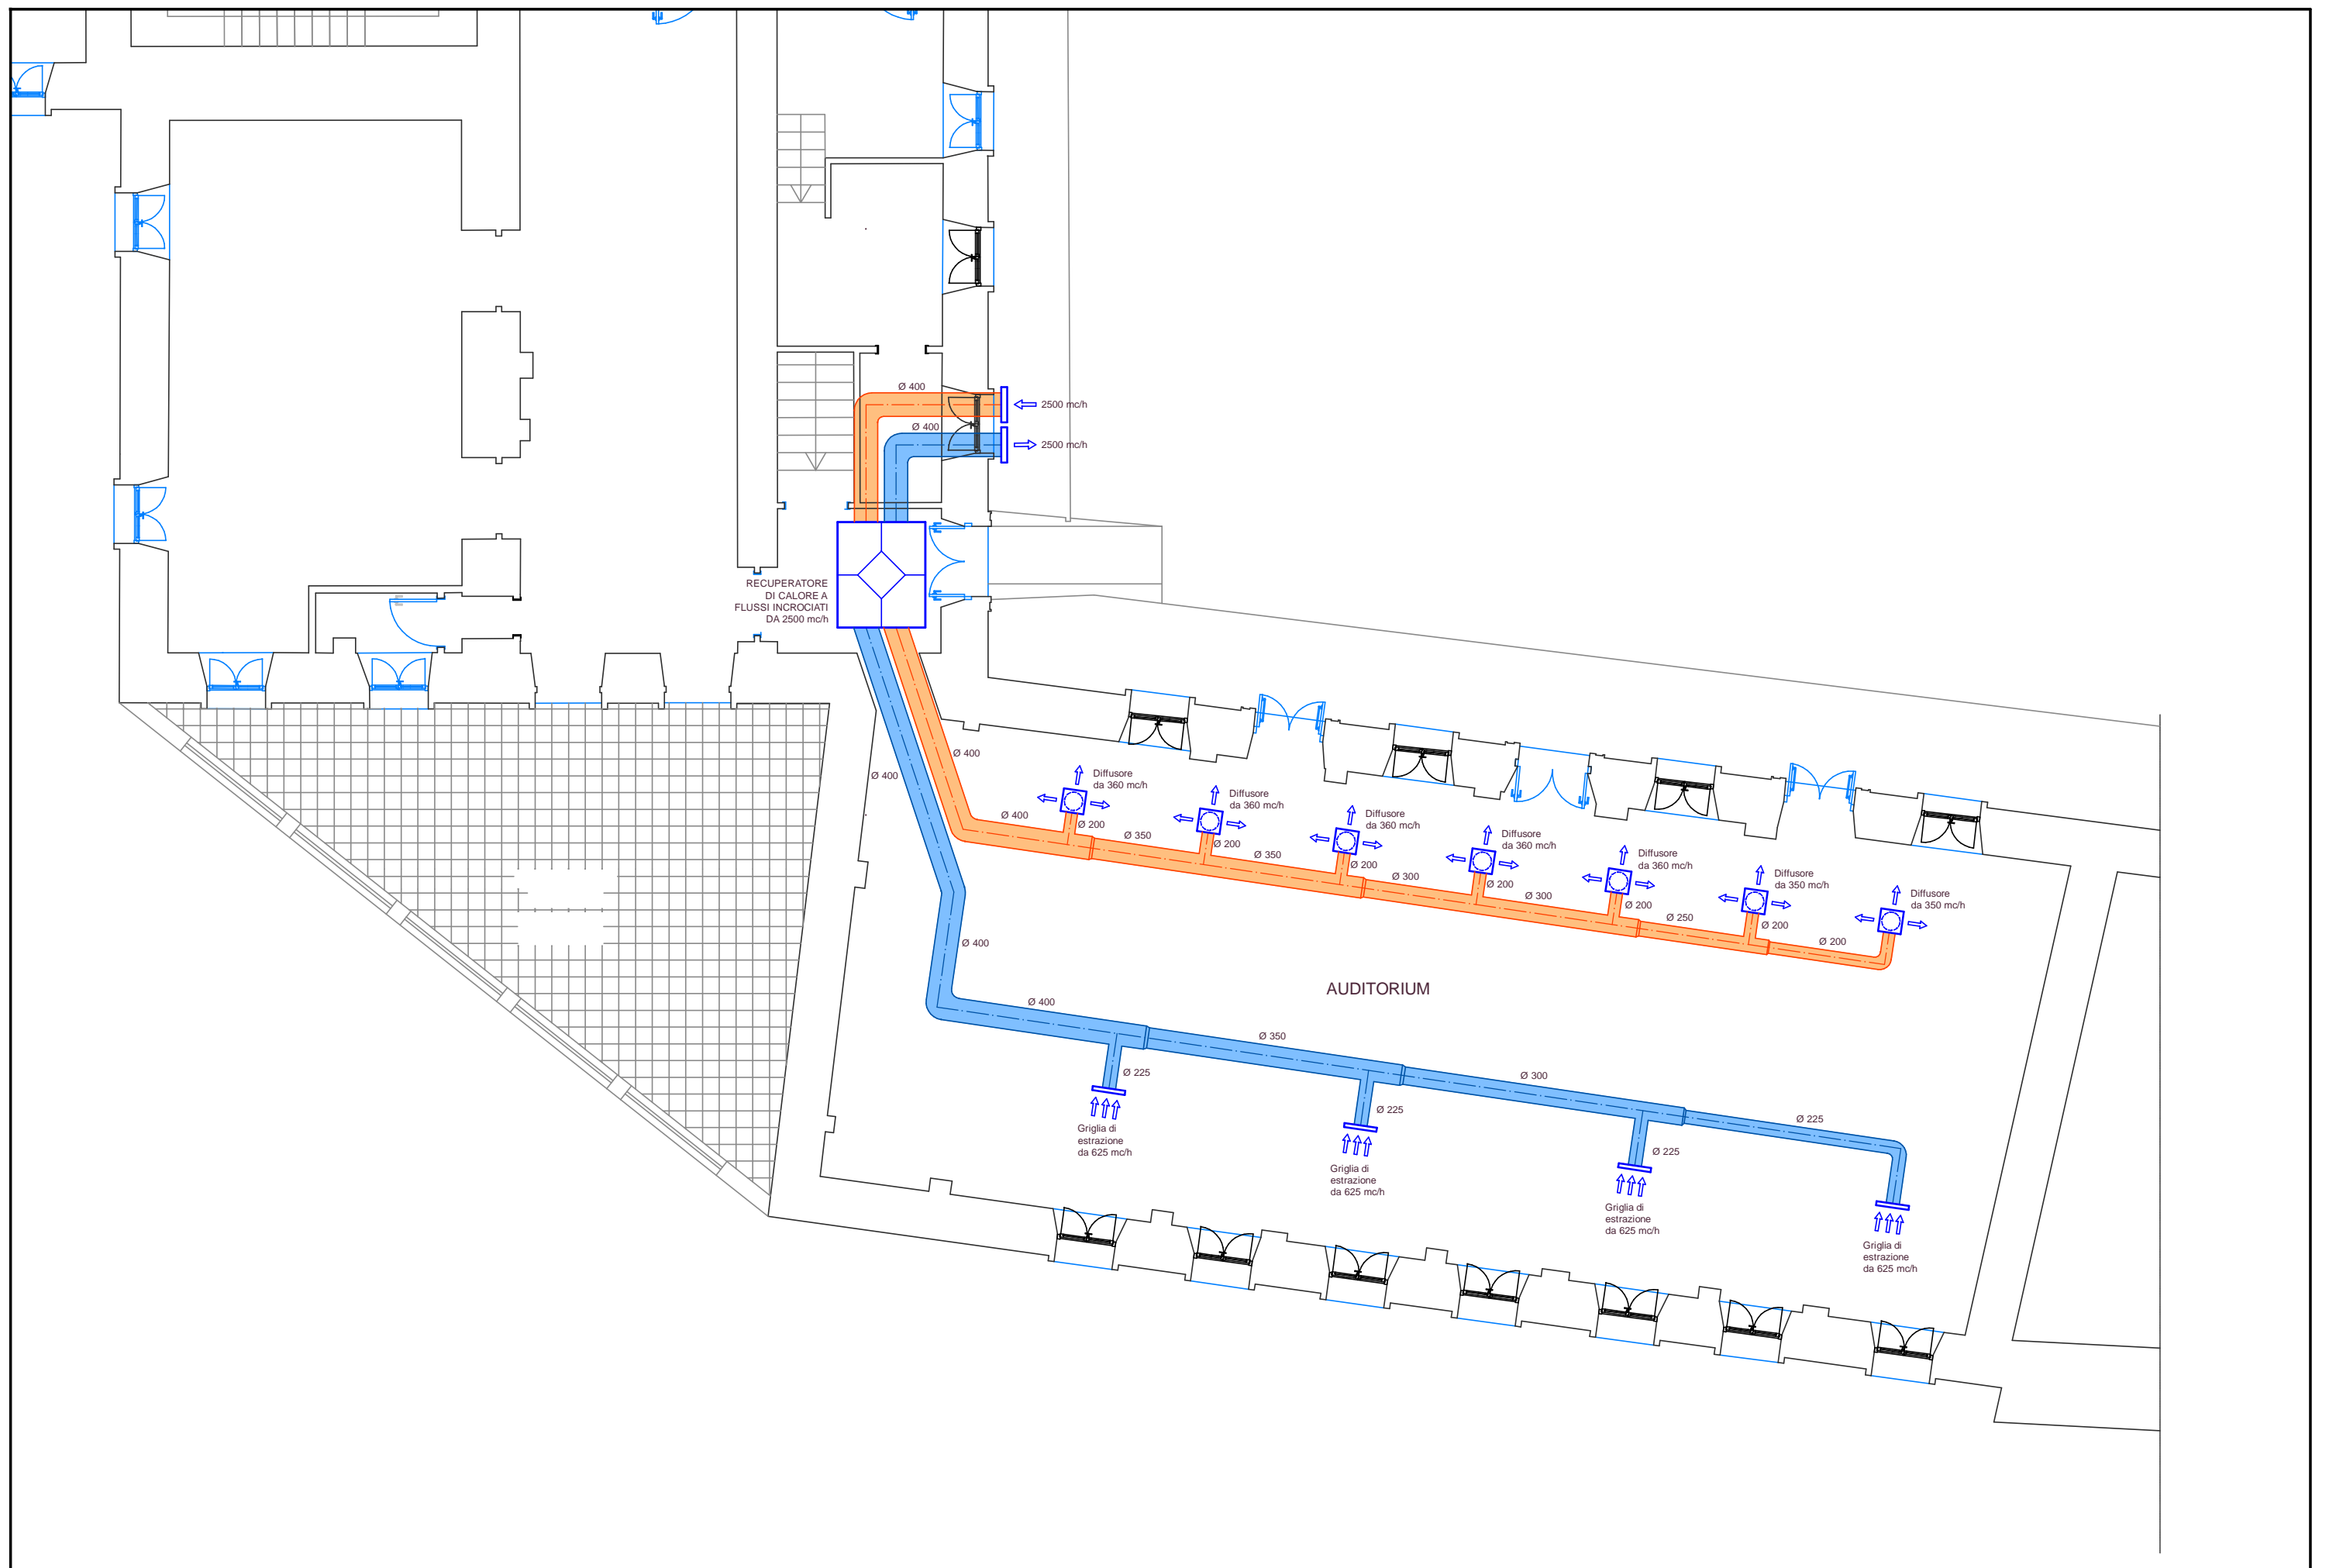 Ø 400
2500 mc/h
Ø 400
2500 mc/h
RECUPERATORE
DI CALORE A
FLUSSI INCROCIATI
DA 2500 mc/h
Ø 400
Ø 400
Diffusore
da 360 mc/h
Diffusore
da 360 mc/h
Diffusore
da 360 mc/h
Diffusore
da 360 mc/h
Diffusore
da 360 mc/h
Diffusore
da 350 mc/h
Diffusore
da 350 mc/h
Ø 400
Ø 200
Ø 350
Ø 200
Ø 350
Ø 200
Ø 300
Ø 200
Ø 300
Ø 200
Ø 250
Ø 200
Ø 200
Ø 400
AUDITORIUM
Ø 400
Ø 350
Ø 300
Ø 225
Ø 225
Ø 225
Ø 225
Griglia di
estrazione
da 625 mc/h
Griglia di
estrazione
da 625 mc/h
Griglia di
estrazione
da 625 mc/h
Griglia di
estrazione
da 625 mc/h